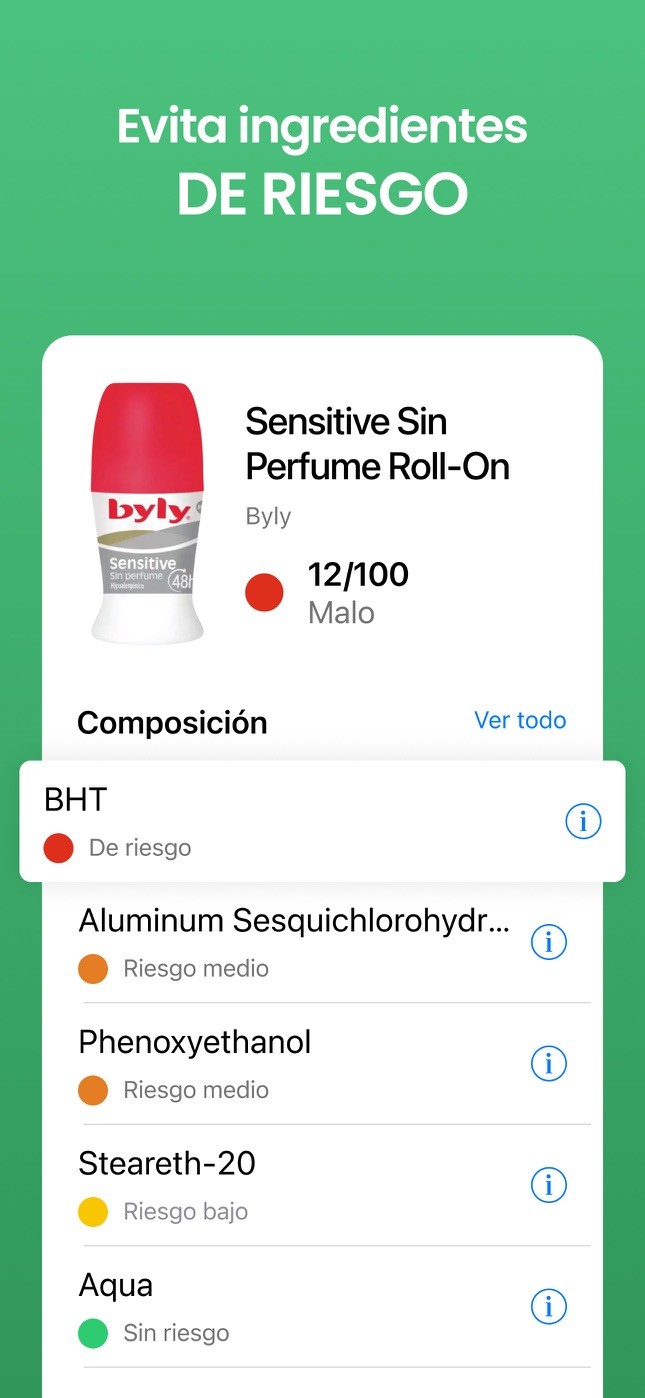 Evita ingredientes
DE RIESGO
byly
Sensitive
Sin perfume
48h
Sensitive Sin
Perfume Roll-On
Byly
12/100
Malo
Composición
Ver todo
BHT
De riesgo
Aluminum Sesquichlorohydr...
Riesgo medio
Phenoxyethanol
Riesgo medio
Steareth-20
Riesgo bajo
Aqua
Sin riesgo